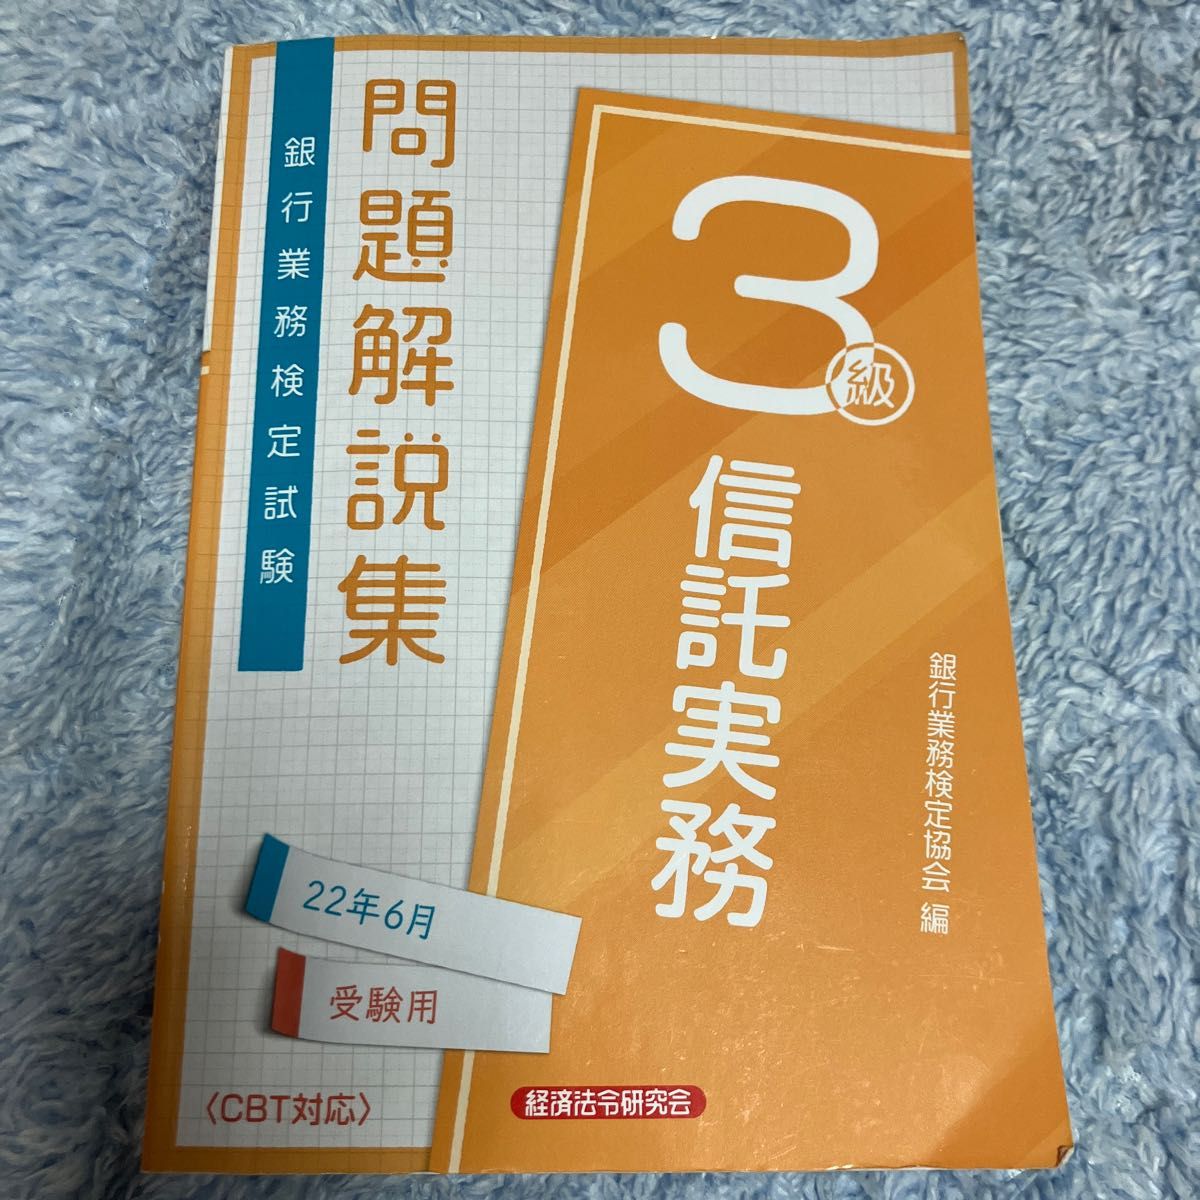 銀行業務検定試験
問題解説集
3級
信託実務
銀行業務検定協会 編
22年6月
受験用
〈CBT対応〉
経済法令研究会